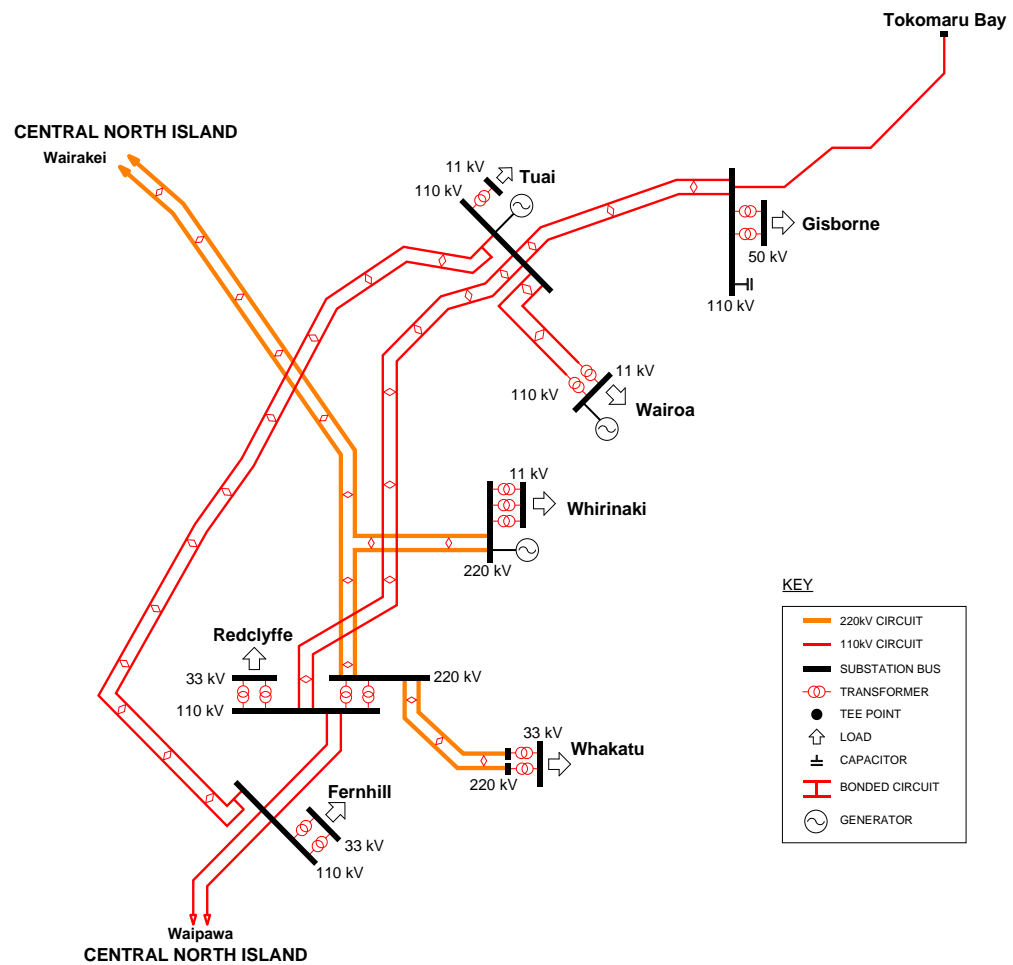 Tokomaru Bay
CENTRAL NORTH ISLAND
Wairakei
11 kV
Tuai
110 kV
Gisborne
50 kV
110 kV
11 kV
110 kV
Wairoa
11 kV
Whirinaki
220 kV
KEY
220kV CIRCUIT
110kV CIRCUIT
SUBSTATION BUS
TRANSFORMER
TEE POINT
LOAD
CAPACITOR
BONDED CIRCUIT
GENERATOR
Redclyffe
33 kV
220 kV
110 kV
33 kV
Whakatu
220 kV
Fernhill
33 kV
110 kV
Waipawa
CENTRAL NORTH ISLAND